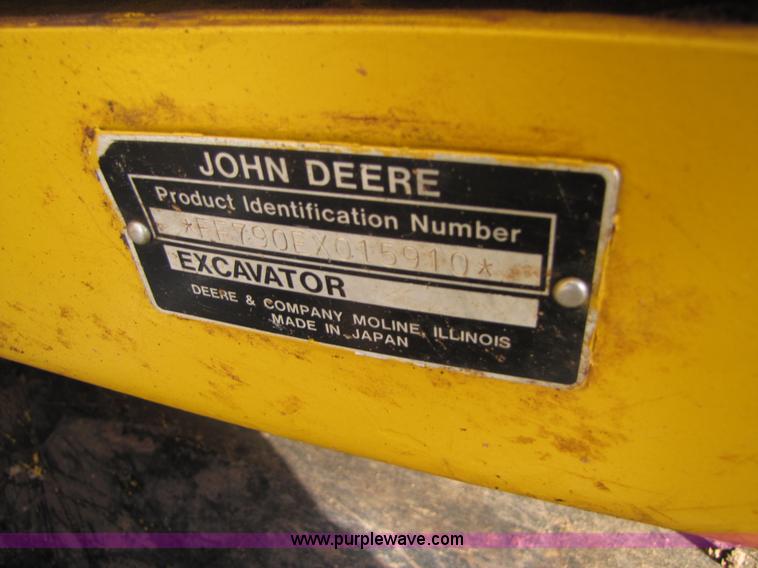 JOHN DEERE
Product Identification Number
*FF790EX015910*
EXCAVATOR
DEERE & COMPANY MOLINE, ILLINOIS
MADE IN JAPAN
www.purplewave.com